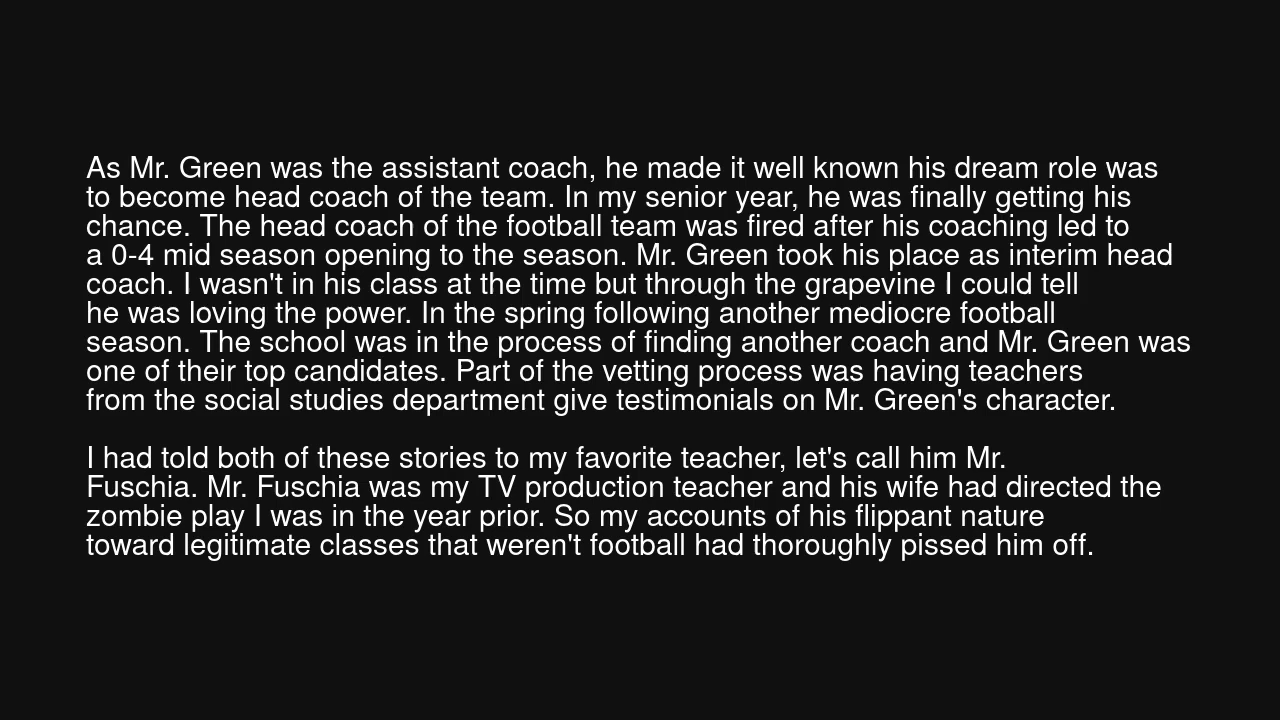 As Mr. Green was the assistant coach, he made it well known his dream role was
to become head coach of the team. In my senior year, he was finally getting his
chance. The head coach of the football team was fired after his coaching led to
a 0-4 mid season opening to the season. Mr. Green took his place as interim head
coach. I wasn't in his class at the time but through the grapevine I could tell
he was loving the power. In the spring following another mediocre football
season. The school was in the process of finding another coach and Mr. Green was
one of their top candidates. Part of the vetting process was having teachers
from the social studies department give testimonials on Mr. Green's character.
I had told both of these stories to my favorite teacher, let's call him Mr.
Fuschia. Mr. Fuschia was my TV production teacher and his wife had directed the
zombie play I was in the year prior. So my accounts of his flippant nature
toward legitimate classes that weren't football had thoroughly pissed him off.